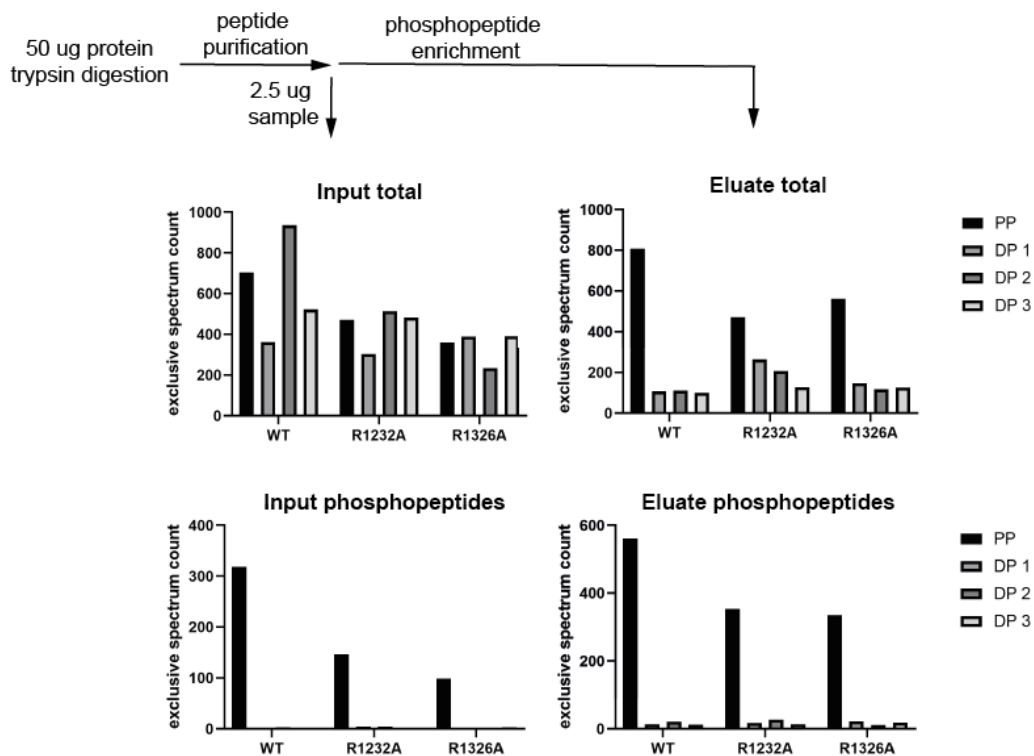 50 ug protein
trypsin digestion
peptide
purification
phosphopeptide
enrichment
2.5 ug
sample
Input total
exclusive spectrum count
1000
800
600
400
200
0
WT
R1232A
R1326A
Eluate total
exclusive spectrum count
1000
800
600
400
200
0
WT
R1232A
R1326A
PP
DP 1
DP 2
DP 3
Input phosphopeptides
exclusive spectrum count
400
300
200
100
0
WT
R1232A
R1326A
Eluate phosphopeptides
exclusive spectrum count
600
400
200
0
WT
R1232A
R1326A
PP
DP 1
DP 2
DP 3